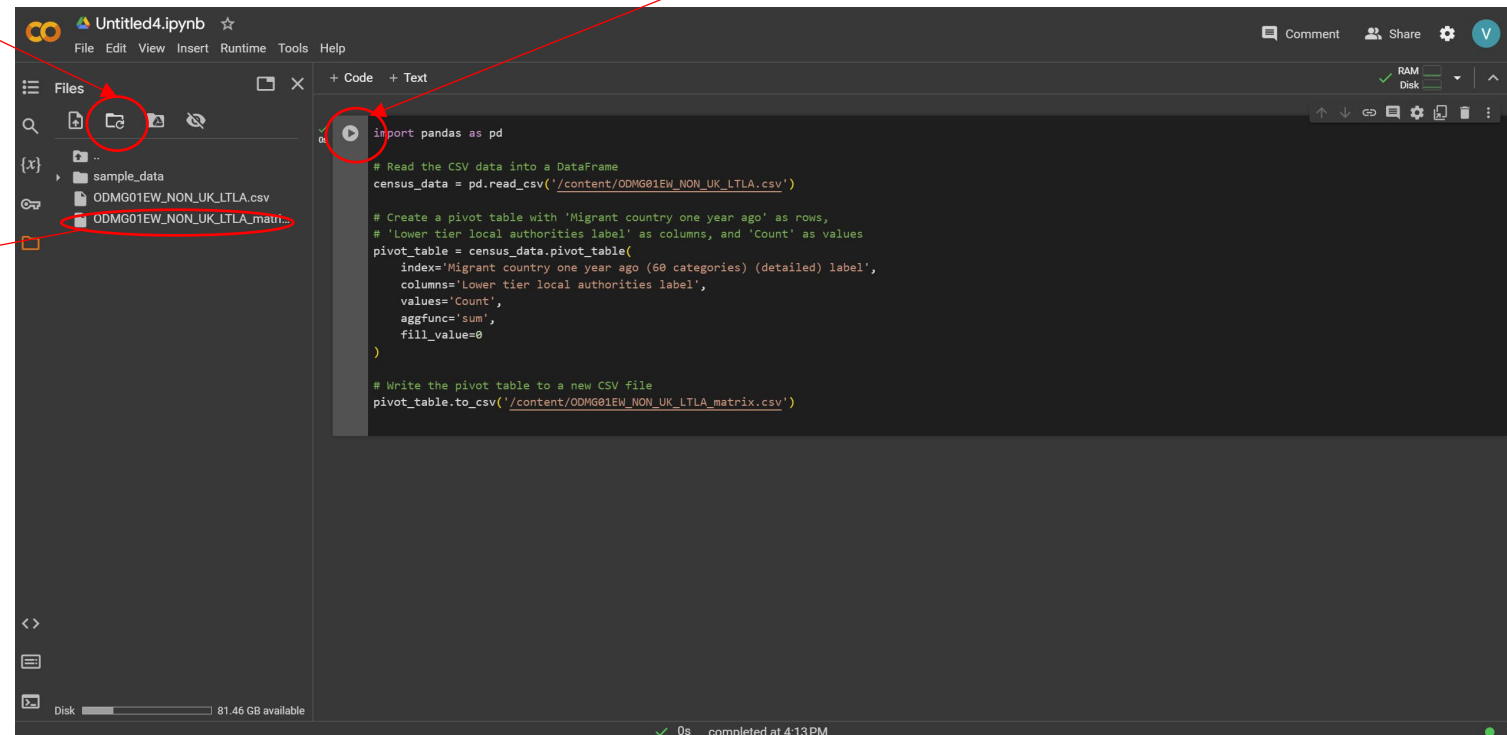 CO Untitled4.ipynb
File Edit View Insert Runtime Tools Help
Comment Share V
Files
+ Code + Text
RAM
Disk
{x}
..
sample_data
ODMG01EW_NON_UK_LTLA.csv
ODMG01EW_NON_UK_LTLA_matri...
0s
import pandas as pd
# Read the CSV data into a DataFrame
census_data = pd.read_csv('/content/ODMG01EW_NON_UK_LTLA.csv')
# Create a pivot table with 'Migrant country one year ago' as rows,
# 'Lower tier local authorities label' as columns, and 'Count' as values
pivot_table = census_data.pivot_table(
    index='Migrant country one year ago (60 categories) (detailed) label',
    columns='Lower tier local authorities label',
    values='Count',
    aggfunc='sum',
    fill_value=0
)
# Write the pivot table to a new CSV file
pivot_table.to_csv('/content/ODMG01EW_NON_UK_LTLA_matrix.csv')
Disk 81.46 GB available
0s completed at 4:13 PM